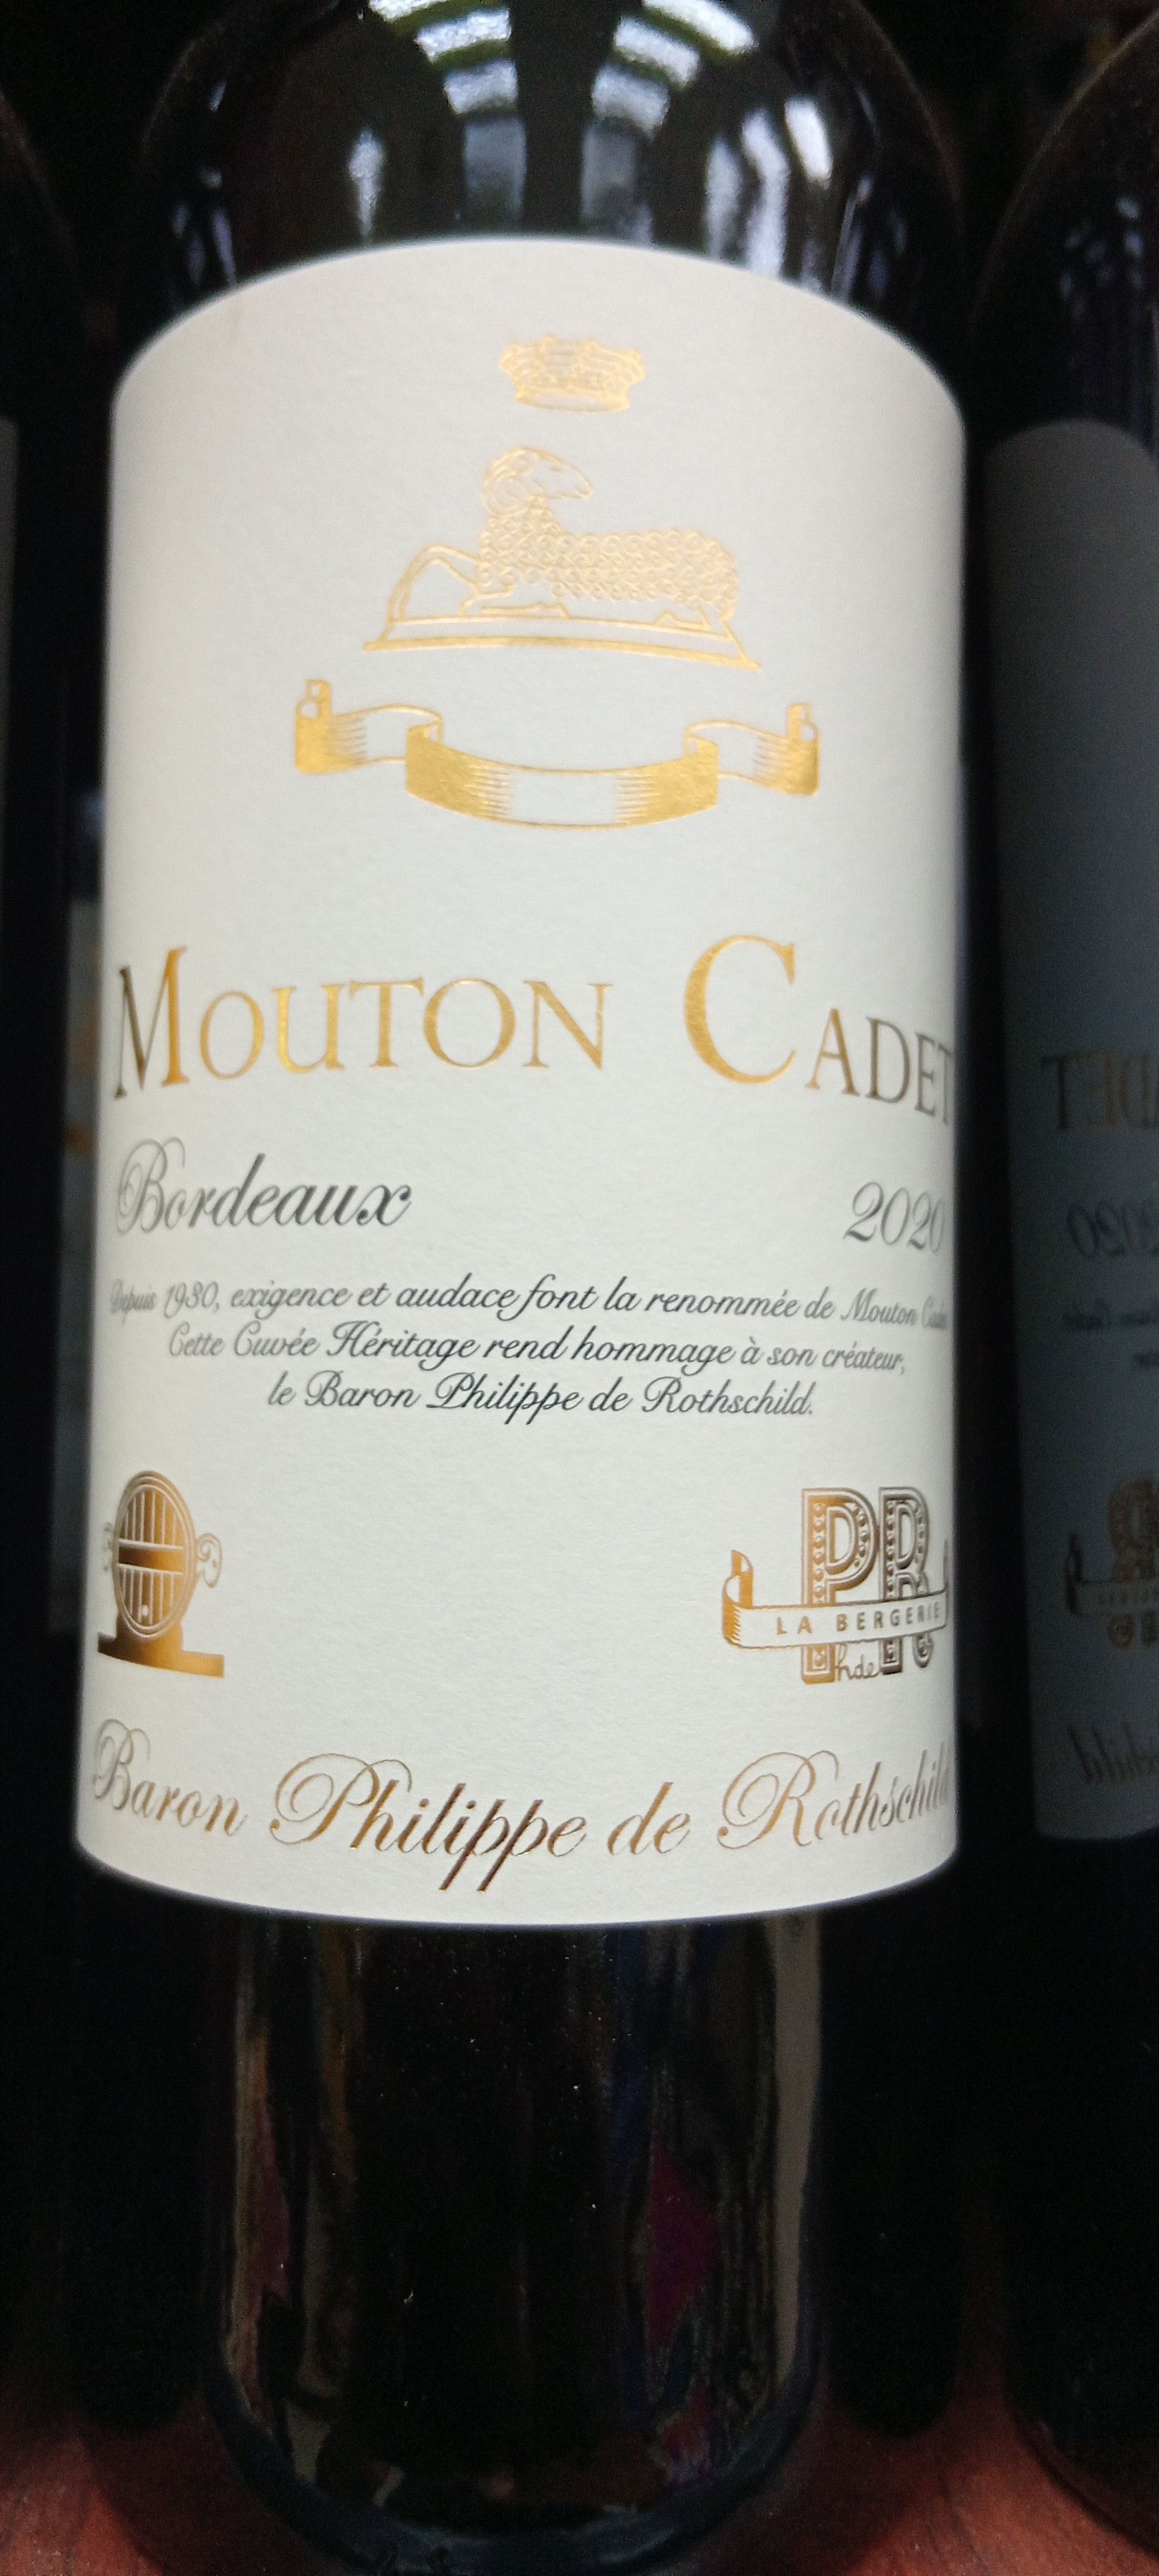 MOUTON CADET
Bordeaux 2020
Depuis 1930, exigence et audace font la renommée de Mouton Cadet.
Cette Cuvée Héritage rend hommage à son créateur,
le Baron Philippe de Rothschild.
PR
LA BERGERIE
hde
Baron Philippe de Rothschild